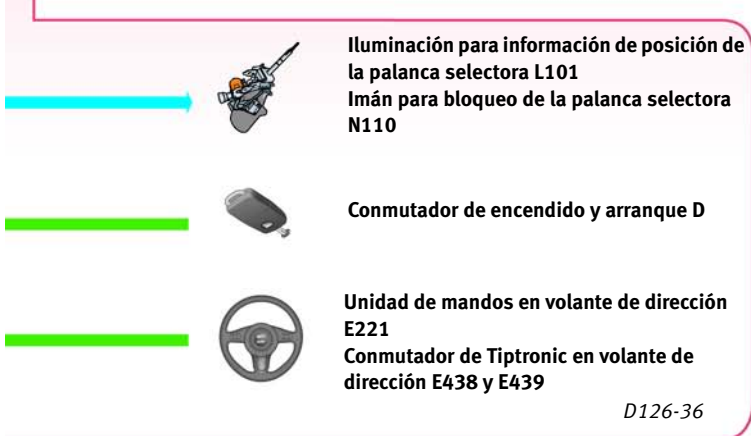 Iluminación para información de posición de
la palanca selectora L101
Imán para bloqueo de la palanca selectora
N110
Conmutador de encendido y arranque D
Unidad de mandos en volante de dirección
E221
Conmutador de Tiptronic en volante de
dirección E438 y E439
D126-36